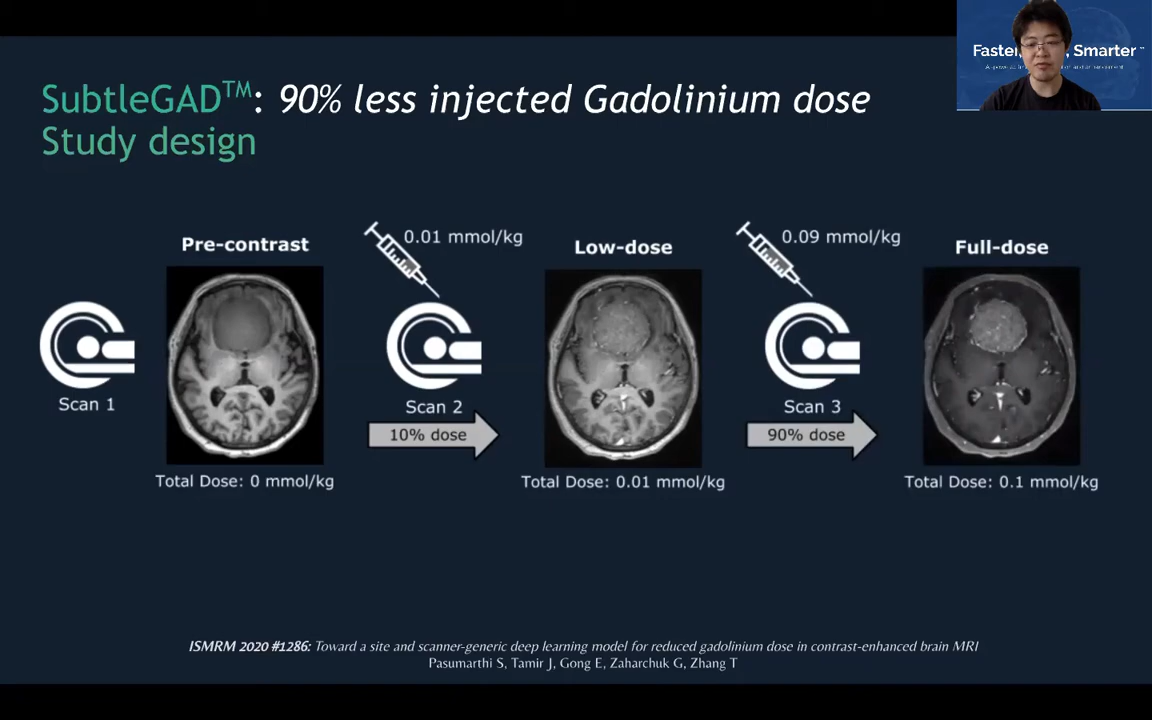 SubtleGAD™: 90% less injected Gadolinium dose
Study design
Faster, , Smarter™
Pre-contrast
0.01 mmol/kg
Low-dose
0.09 mmol/kg
Full-dose
Scan 1
Scan 2
Scan 3
10% dose
90% dose
Total Dose: 0 mmol/kg
Total Dose: 0.01 mmol/kg
Total Dose: 0.1 mmol/kg
ISMRM 2020 #1286: Toward a site and scanner-generic deep learning model for reduced gadolinium dose in contrast-enhanced brain MRI
Pasumarthi S, Tamir J, Gong E, Zaharchuk G, Zhang T